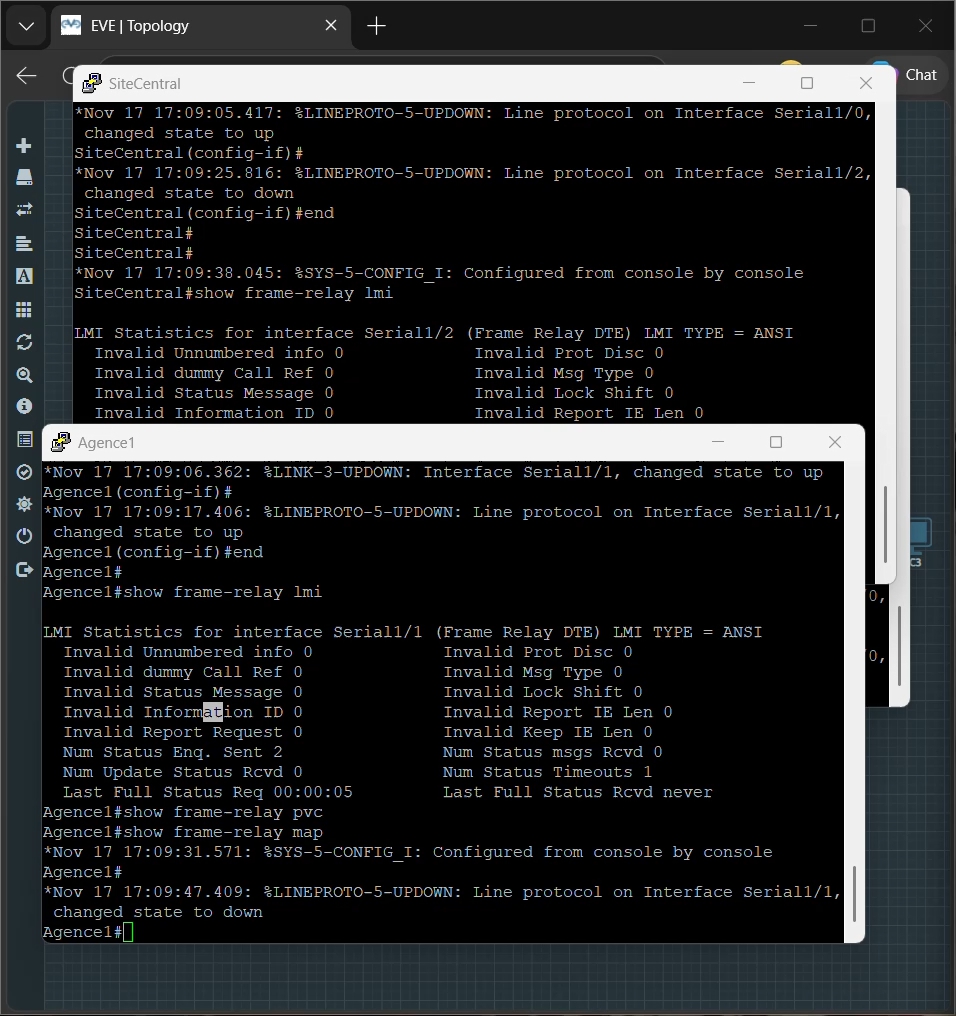 EVE | Topology
Chat
SiteCentral
*Nov 17 17:09:05.417: %LINEPROTO-5-UPDOWN: Line protocol on Interface Serial1/0,
changed state to up
SiteCentral(config-if)#
*Nov 17 17:09:25.816: %LINEPROTO-5-UPDOWN: Line protocol on Interface Serial1/2,
changed state to down
SiteCentral(config-if)#end
SiteCentral#
SiteCentral#
*Nov 17 17:09:38.045: %SYS-5-CONFIG_I: Configured from console by console
SiteCentral#show frame-relay lmi
LMI Statistics for interface Serial1/2 (Frame Relay DTE) LMI TYPE = ANSI
Invalid Unnumbered info 0 Invalid Prot Disc 0
Invalid dummy Call Ref 0 Invalid Msg Type 0
Invalid Status Message 0 Invalid Lock Shift 0
Invalid Information ID 0 Invalid Report IE Len 0
Agence1
*Nov 17 17:09:06.362: %LINK-3-UPDOWN: Interface Serial1/1, changed state to up
Agence1(config-if)#
*Nov 17 17:09:17.406: %LINEPROTO-5-UPDOWN: Line protocol on Interface Serial1/1,
changed state to up
Agence1(config-if)#end
Agence1#
Agence1#show frame-relay lmi
LMI Statistics for interface Serial1/1 (Frame Relay DTE) LMI TYPE = ANSI
Invalid Unnumbered info 0 Invalid Prot Disc 0
Invalid dummy Call Ref 0 Invalid Msg Type 0
Invalid Status Message 0 Invalid Lock Shift 0
Invalid Information ID 0 Invalid Report IE Len 0
Invalid Report Request 0 Invalid Keep IE Len 0
Num Status Enq. Sent 2 Num Status msgs Rcvd 0
Num Update Status Rcvd 0 Num Status Timeouts 1
Last Full Status Req 00:00:05 Last Full Status Rcvd never
Agence1#show frame-relay pvc
Agence1#show frame-relay map
*Nov 17 17:09:31.571: %SYS-5-CONFIG_I: Configured from console by console
Agence1#
*Nov 17 17:09:47.409: %LINEPROTO-5-UPDOWN: Line protocol on Interface Serial1/1,
changed state to down
Agence1#
C3
/0,
/0,